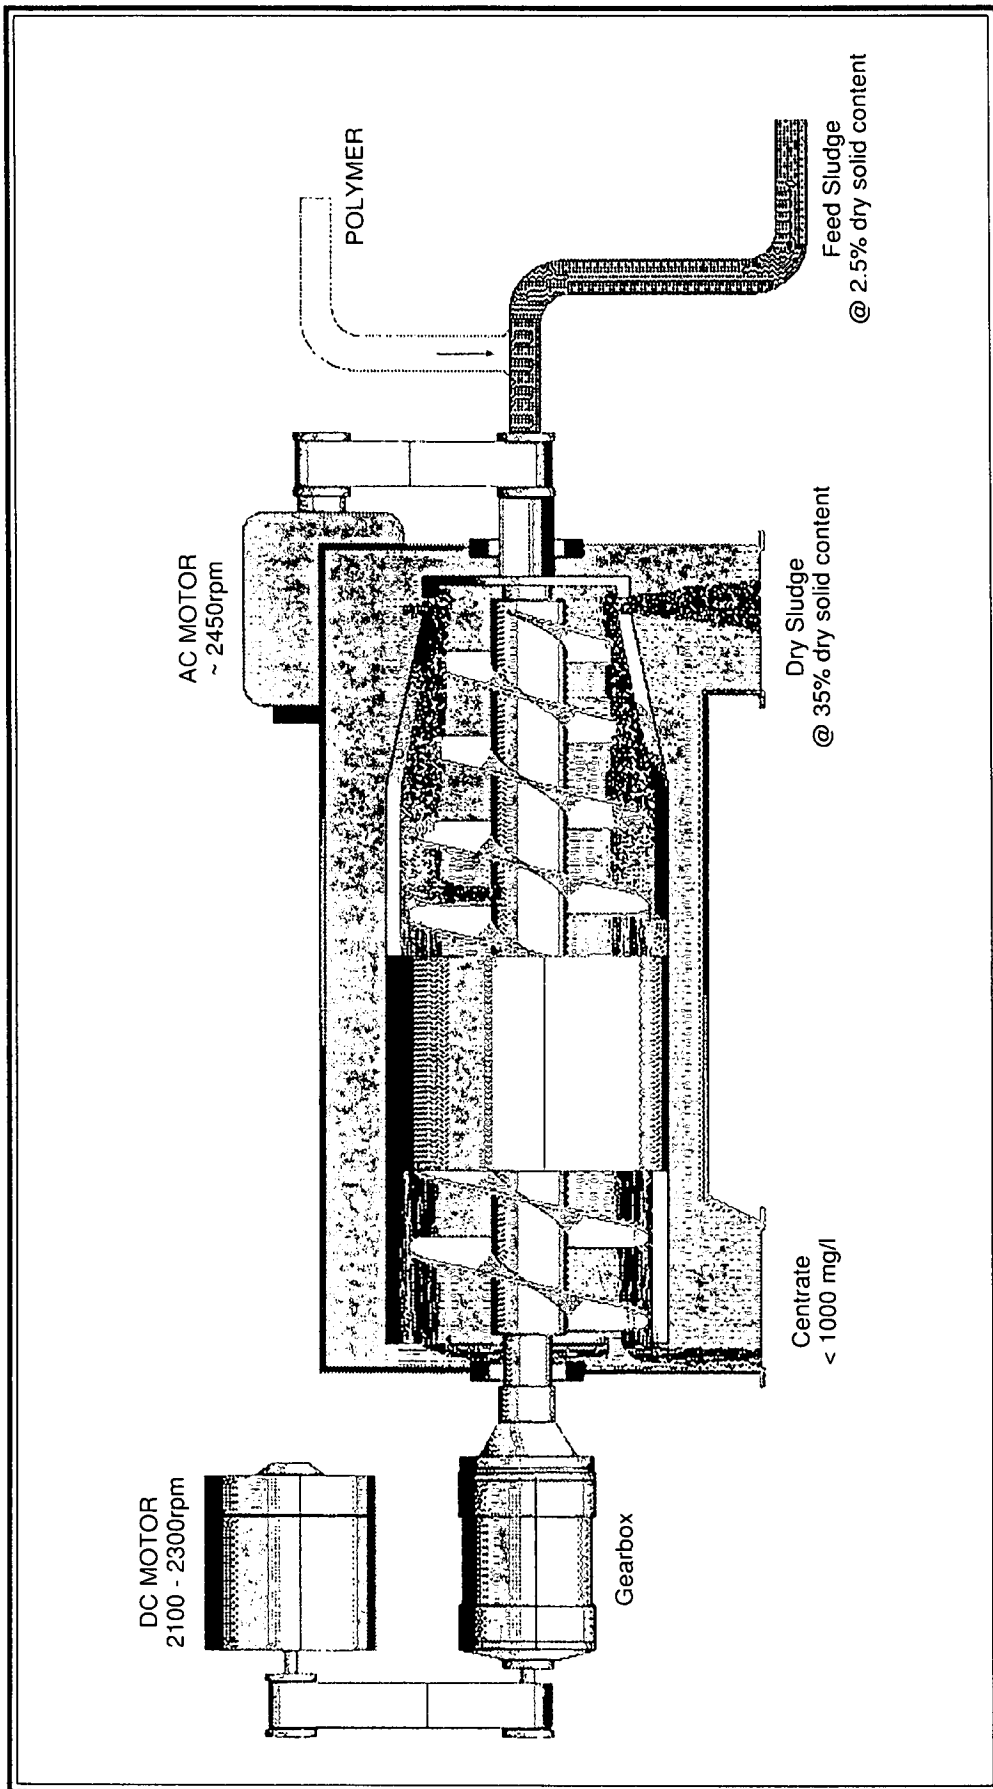 DC MOTOR
2100 - 2300rpm
AC MOTOR
~ 2450rpm
POLYMER
Gearbox
Centrate
< 1000 mg/l
Dry Sludge
@ 35% dry solid content
Feed Sludge
@ 2.5% dry solid content